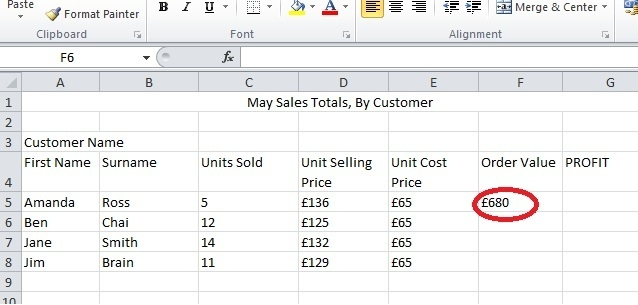 Paste
Format Painter
B I U A
Merge & Center
Clipboard Font Alignment
F6 fx
A B C D E F G
1 May Sales Totals, By Customer
2
3 Customer Name
First Name Surname Units Sold Unit Selling Unit Cost Order Value PROFIT
4 Price Price
5 Amanda Ross 5 £136 £65 £680
6 Ben Chai 12 £125 £65
7 Jane Smith 14 £132 £65
8 Jim Brain 11 £129 £65
9
10